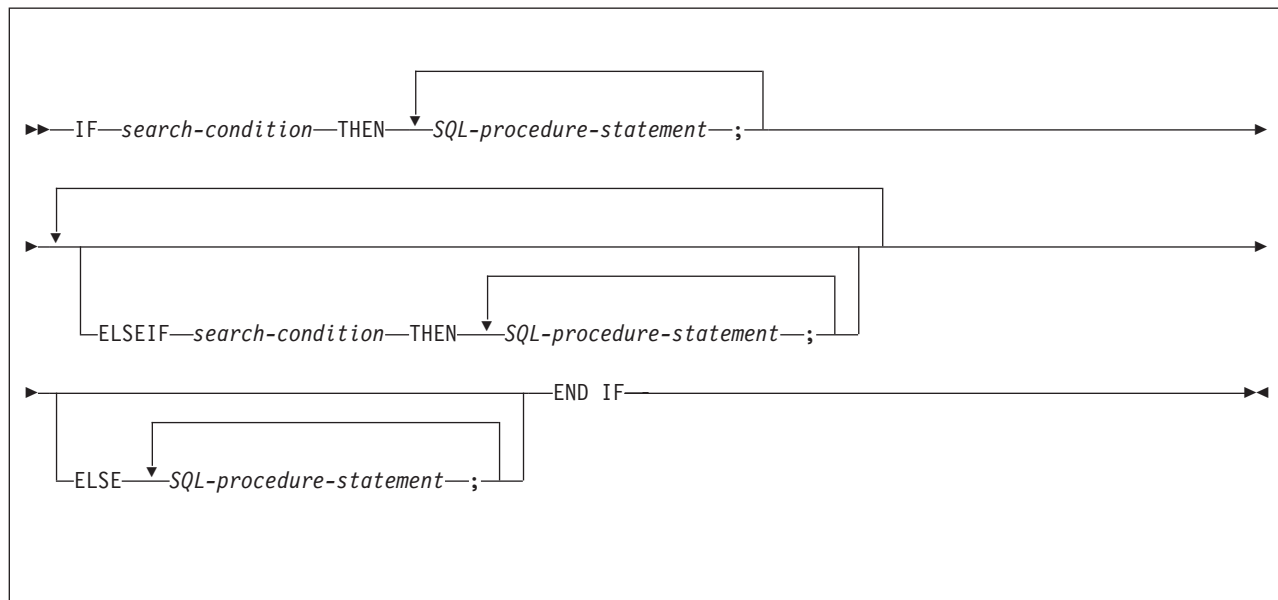 IF search-condition THEN SQL-procedure-statement ;
ELSEIF search-condition THEN SQL-procedure-statement ;
END IF
ELSE SQL-procedure-statement ;